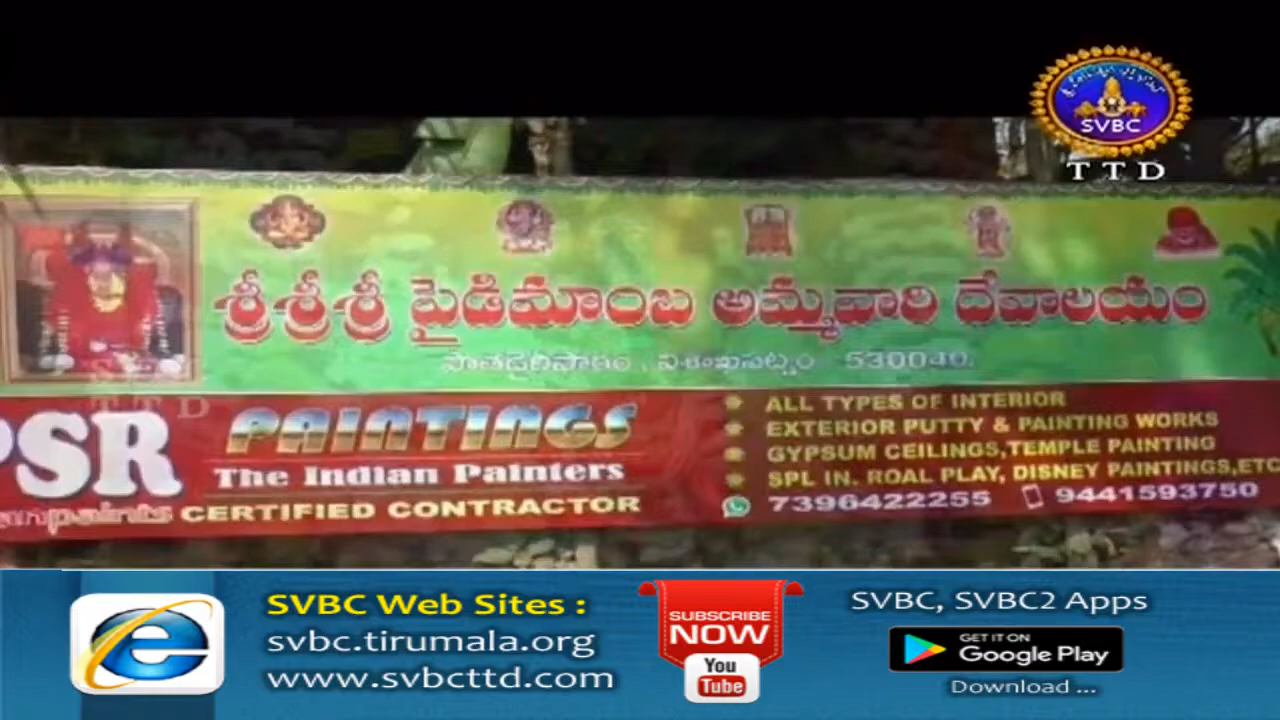 SVBC
T T D
శ్రీశ్రీశ్రీ పైడిమాంబ అమ్మవారి దేవాలయం
530040.
PSR PAINTINGS
The Indian Painters
CERTIFIED CONTRACTOR
ALL TYPES OF INTERIOR
EXTERIOR PUTTY & PAINTING WORKS
GYPSUM CEILINGS,TEMPLE PAINTING
SPL IN. ROAL PLAY, DISNEY PAINTINGS,ETC
7396422255 9441593750
SVBC Web Sites :
svbc.tirumala.org
www.svbcttd.com
SUBSCRIBE
NOW
You
Tube
SVBC, SVBC2 Apps
GET IT ON
Google Play
Download ...